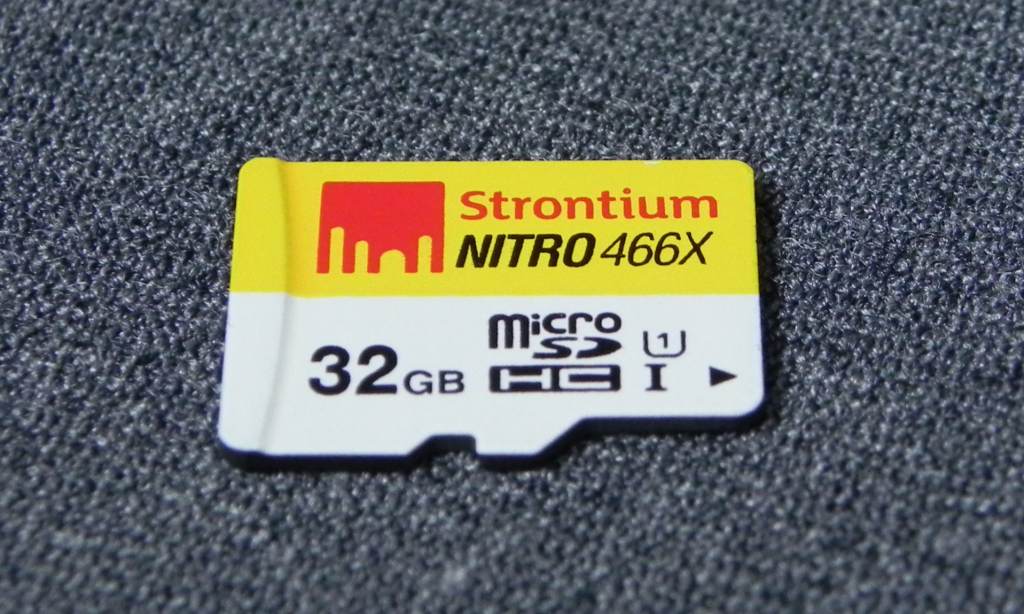 Strontium
NITRO 466X
32GB
micro SD HC I
1